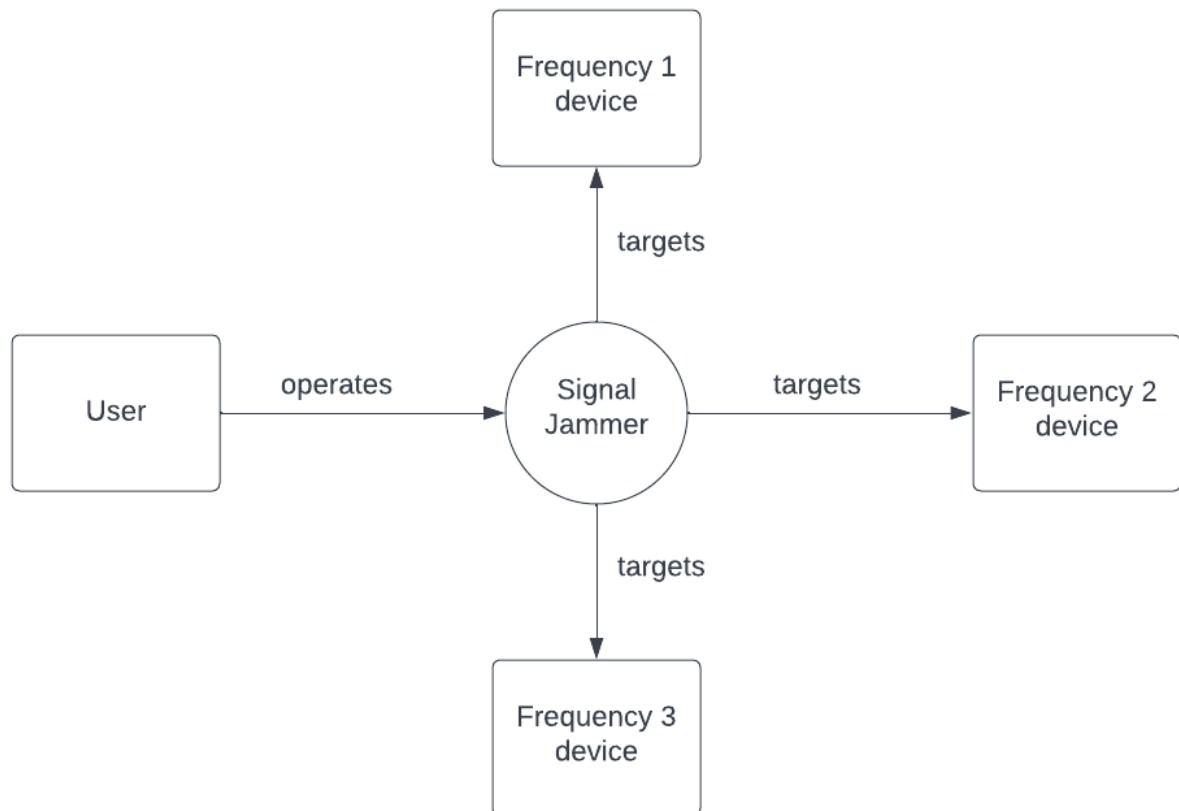 Frequency 1
device
targets
User
operates
Signal
Jammer
targets
Frequency 2
device
targets
Frequency 3
device